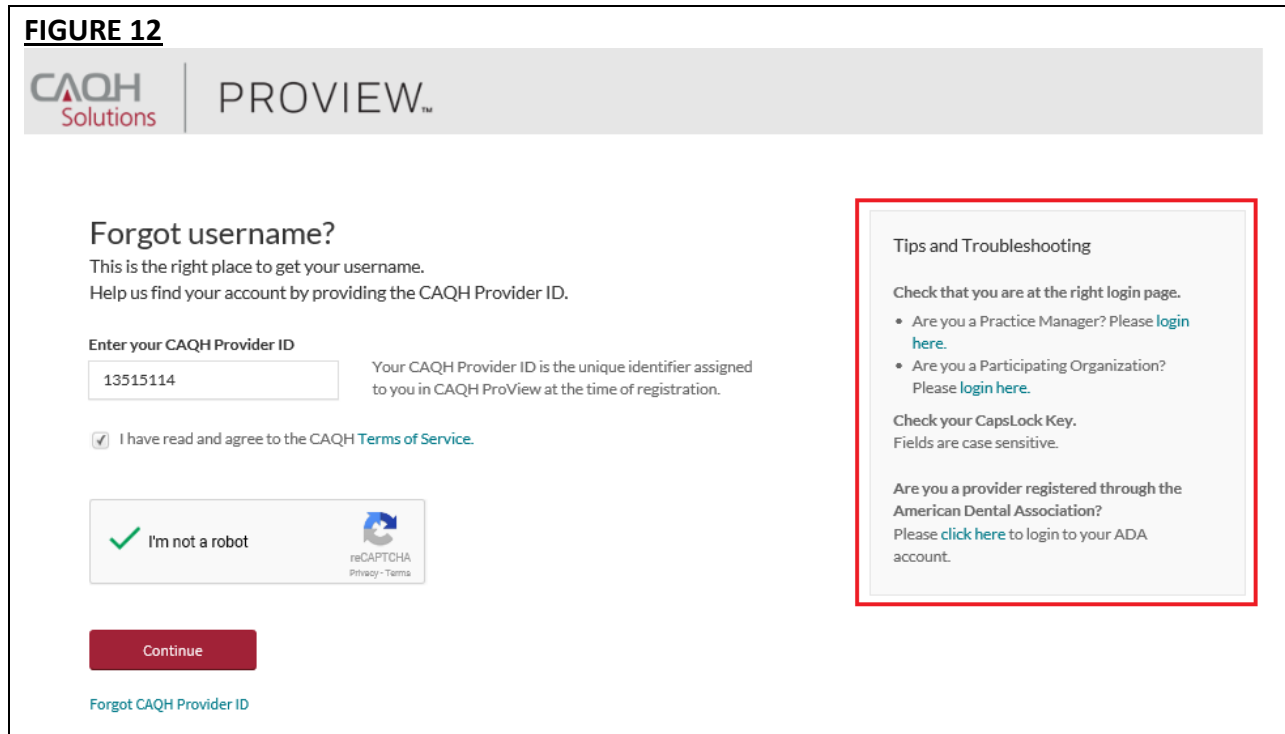 FIGURE 12
CAQH
Solutions
PROVIEW™
Forgot username?
This is the right place to get your username.
Help us find your account by providing the CAQH Provider ID.
Enter your CAQH Provider ID
13515114
Your CAQH Provider ID is the unique identifier assigned
to you in CAQH ProView at the time of registration.
I have read and agree to the CAQH Terms of Service.
I'm not a robot
reCAPTCHA
Privacy - Terms
Continue
Forgot CAQH Provider ID
Tips and Troubleshooting
Check that you are at the right login page.
• Are you a Practice Manager? Please login
here.
• Are you a Participating Organization?
Please login here.
Check your CapsLock Key.
Fields are case sensitive.
Are you a provider registered through the
American Dental Association?
Please click here to login to your ADA
account.